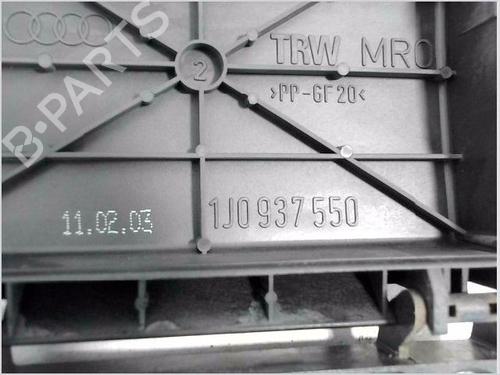 TRW MRO
2
>PP-GF20<
B-PARTS
1J0 937 550
11.02.03